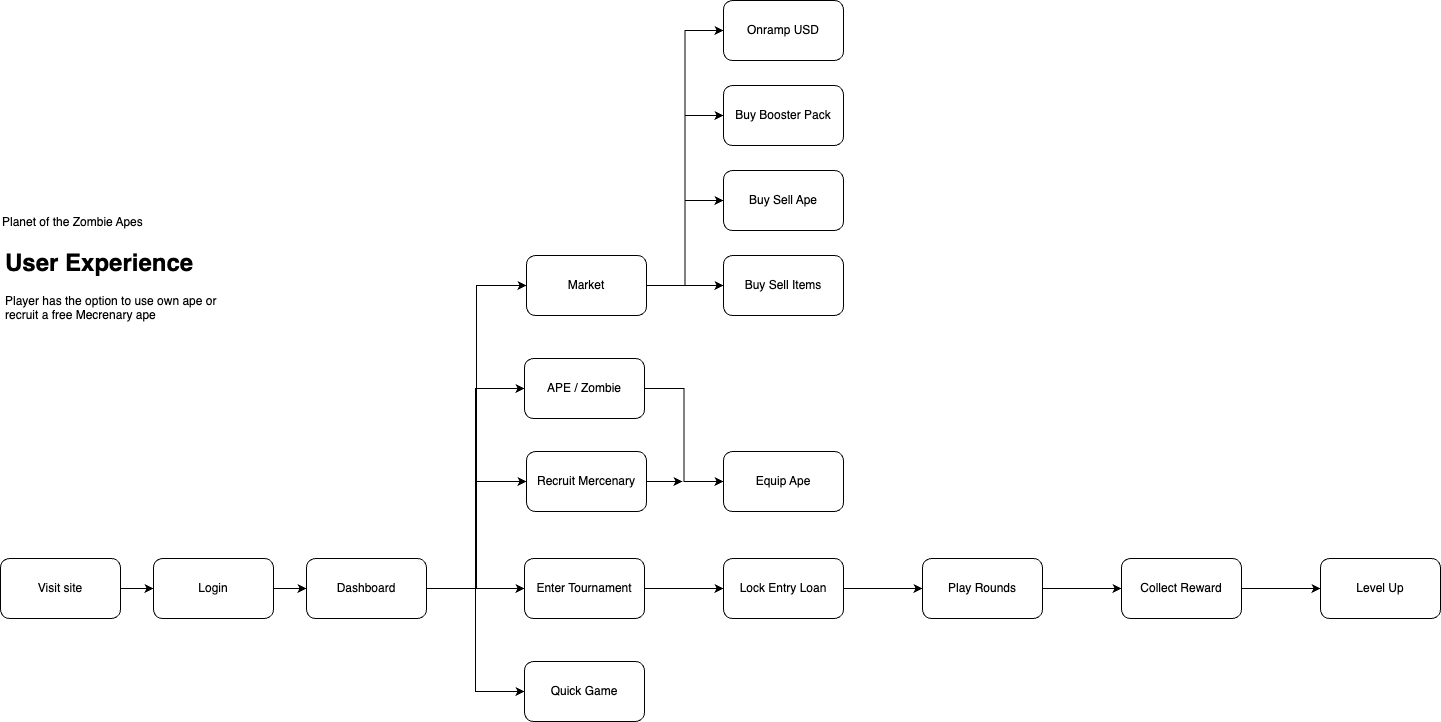 Onramp USD
Buy Booster Pack
Buy Sell Ape
Planet of the Zombie Apes
User Experience
Player has the option to use own ape or
recruit a free Mecrenary ape
Market
Buy Sell Items
APE / Zombie
Recruit Mercenary
Equip Ape
Visit site
Login
Dashboard
Enter Tournament
Lock Entry Loan
Play Rounds
Collect Reward
Level Up
Quick Game